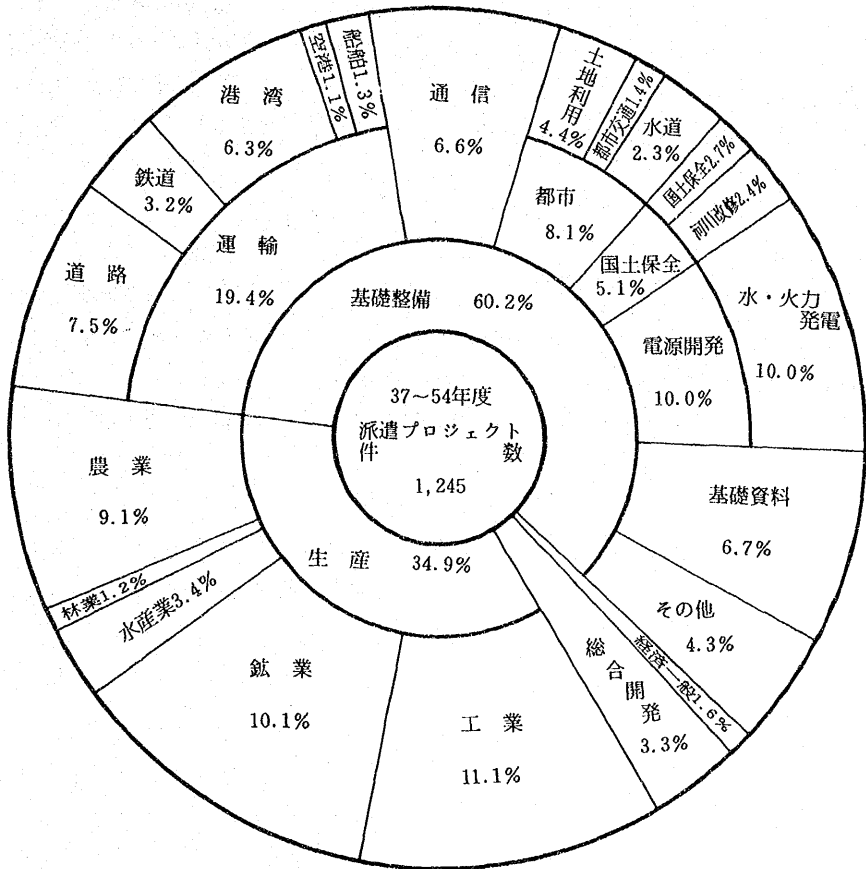 37～54年度
派遣プロジェクト
件数
1,245
基礎整備 60.2%
生産 34.9%
運輸
19.4%
都市
8.1%
国土保全
5.1%
電源開発
10.0%
通信
6.6%
土地利用
4.4%
都市交通1.4%
水道
2.3%
国土保全2.7%
河川改修2.4%
水・火力
発電
10.0%
基礎資料
6.7%
その他
4.3%
経済一般1.6%
総合開発
3.3%
工業
11.1%
鉱業
10.1%
水産業3.4%
林業1.2%
農業
9.1%
道路
7.5%
鉄道
3.2%
港湾
6.3%
空港1.1%
船舶1.3%